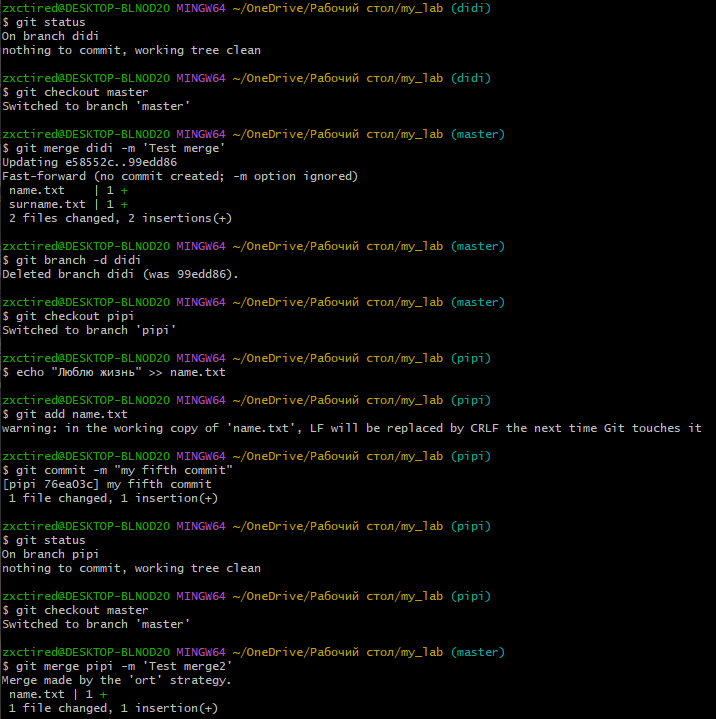 zxctired@DESKTOP-BLNOD2O MINGW64 ~/OneDrive/Рабочий стол/my_lab (didi)
$ git status
On branch didi
nothing to commit, working tree clean
zxctired@DESKTOP-BLNOD2O MINGW64 ~/OneDrive/Рабочий стол/my_lab (didi)
$ git checkout master
Switched to branch 'master'
zxctired@DESKTOP-BLNOD2O MINGW64 ~/OneDrive/Рабочий стол/my_lab (master)
$ git merge didi -m 'Test merge'
Updating e58552c..99edd86
Fast-forward (no commit created; -m option ignored)
name.txt    | 1 +
surname.txt | 1 +
2 files changed, 2 insertions(+)
zxctired@DESKTOP-BLNOD2O MINGW64 ~/OneDrive/Рабочий стол/my_lab (master)
$ git branch -d didi
Deleted branch didi (was 99edd86).
zxctired@DESKTOP-BLNOD2O MINGW64 ~/OneDrive/Рабочий стол/my_lab (master)
$ git checkout pipi
Switched to branch 'pipi'
zxctired@DESKTOP-BLNOD2O MINGW64 ~/OneDrive/Рабочий стол/my_lab (pipi)
$ echo "Люблю жизнь" >> name.txt
zxctired@DESKTOP-BLNOD2O MINGW64 ~/OneDrive/Рабочий стол/my_lab (pipi)
$ git add name.txt
warning: in the working copy of 'name.txt', LF will be replaced by CRLF the next time Git touches it
zxctired@DESKTOP-BLNOD2O MINGW64 ~/OneDrive/Рабочий стол/my_lab (pipi)
$ git commit -m "my fifth commit"
[pipi 76ea03c] my fifth commit
1 file changed, 1 insertion(+)
zxctired@DESKTOP-BLNOD2O MINGW64 ~/OneDrive/Рабочий стол/my_lab (pipi)
$ git status
On branch pipi
nothing to commit, working tree clean
zxctired@DESKTOP-BLNOD2O MINGW64 ~/OneDrive/Рабочий стол/my_lab (pipi)
$ git checkout master
Switched to branch 'master'
zxctired@DESKTOP-BLNOD2O MINGW64 ~/OneDrive/Рабочий стол/my_lab (master)
$ git merge pipi -m 'Test merge2'
Merge made by the 'ort' strategy.
name.txt | 1 +
1 file changed, 1 insertion(+)